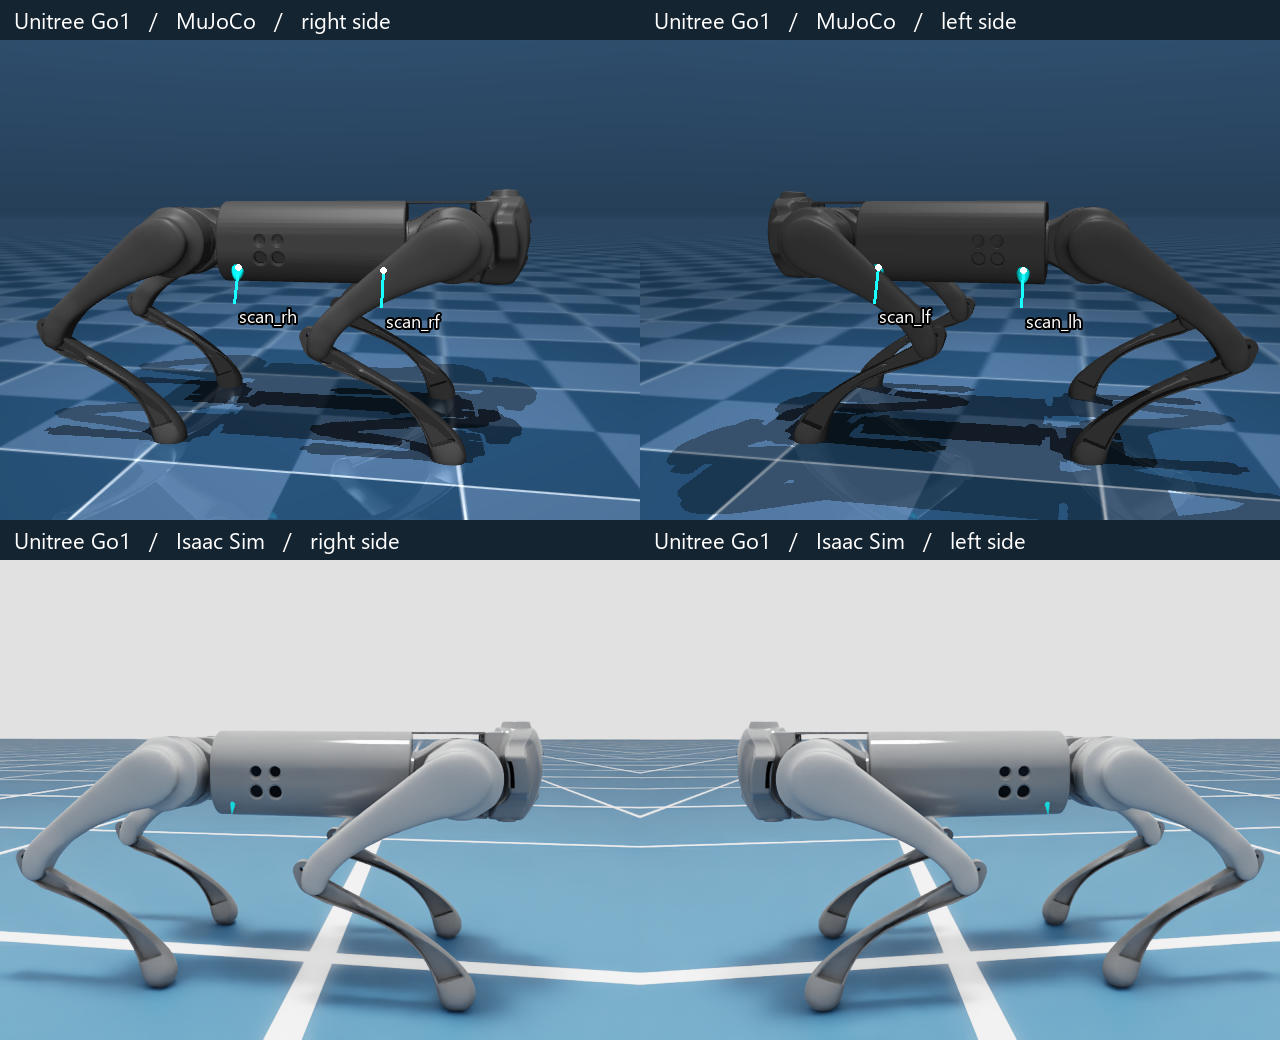 Unitree Go1 / MuJoCo / right side
Unitree Go1 / MuJoCo / left side
scan_rh
scan_rf
scan_lf
scan_lh
Unitree Go1 / Isaac Sim / right side
Unitree Go1 / Isaac Sim / left side